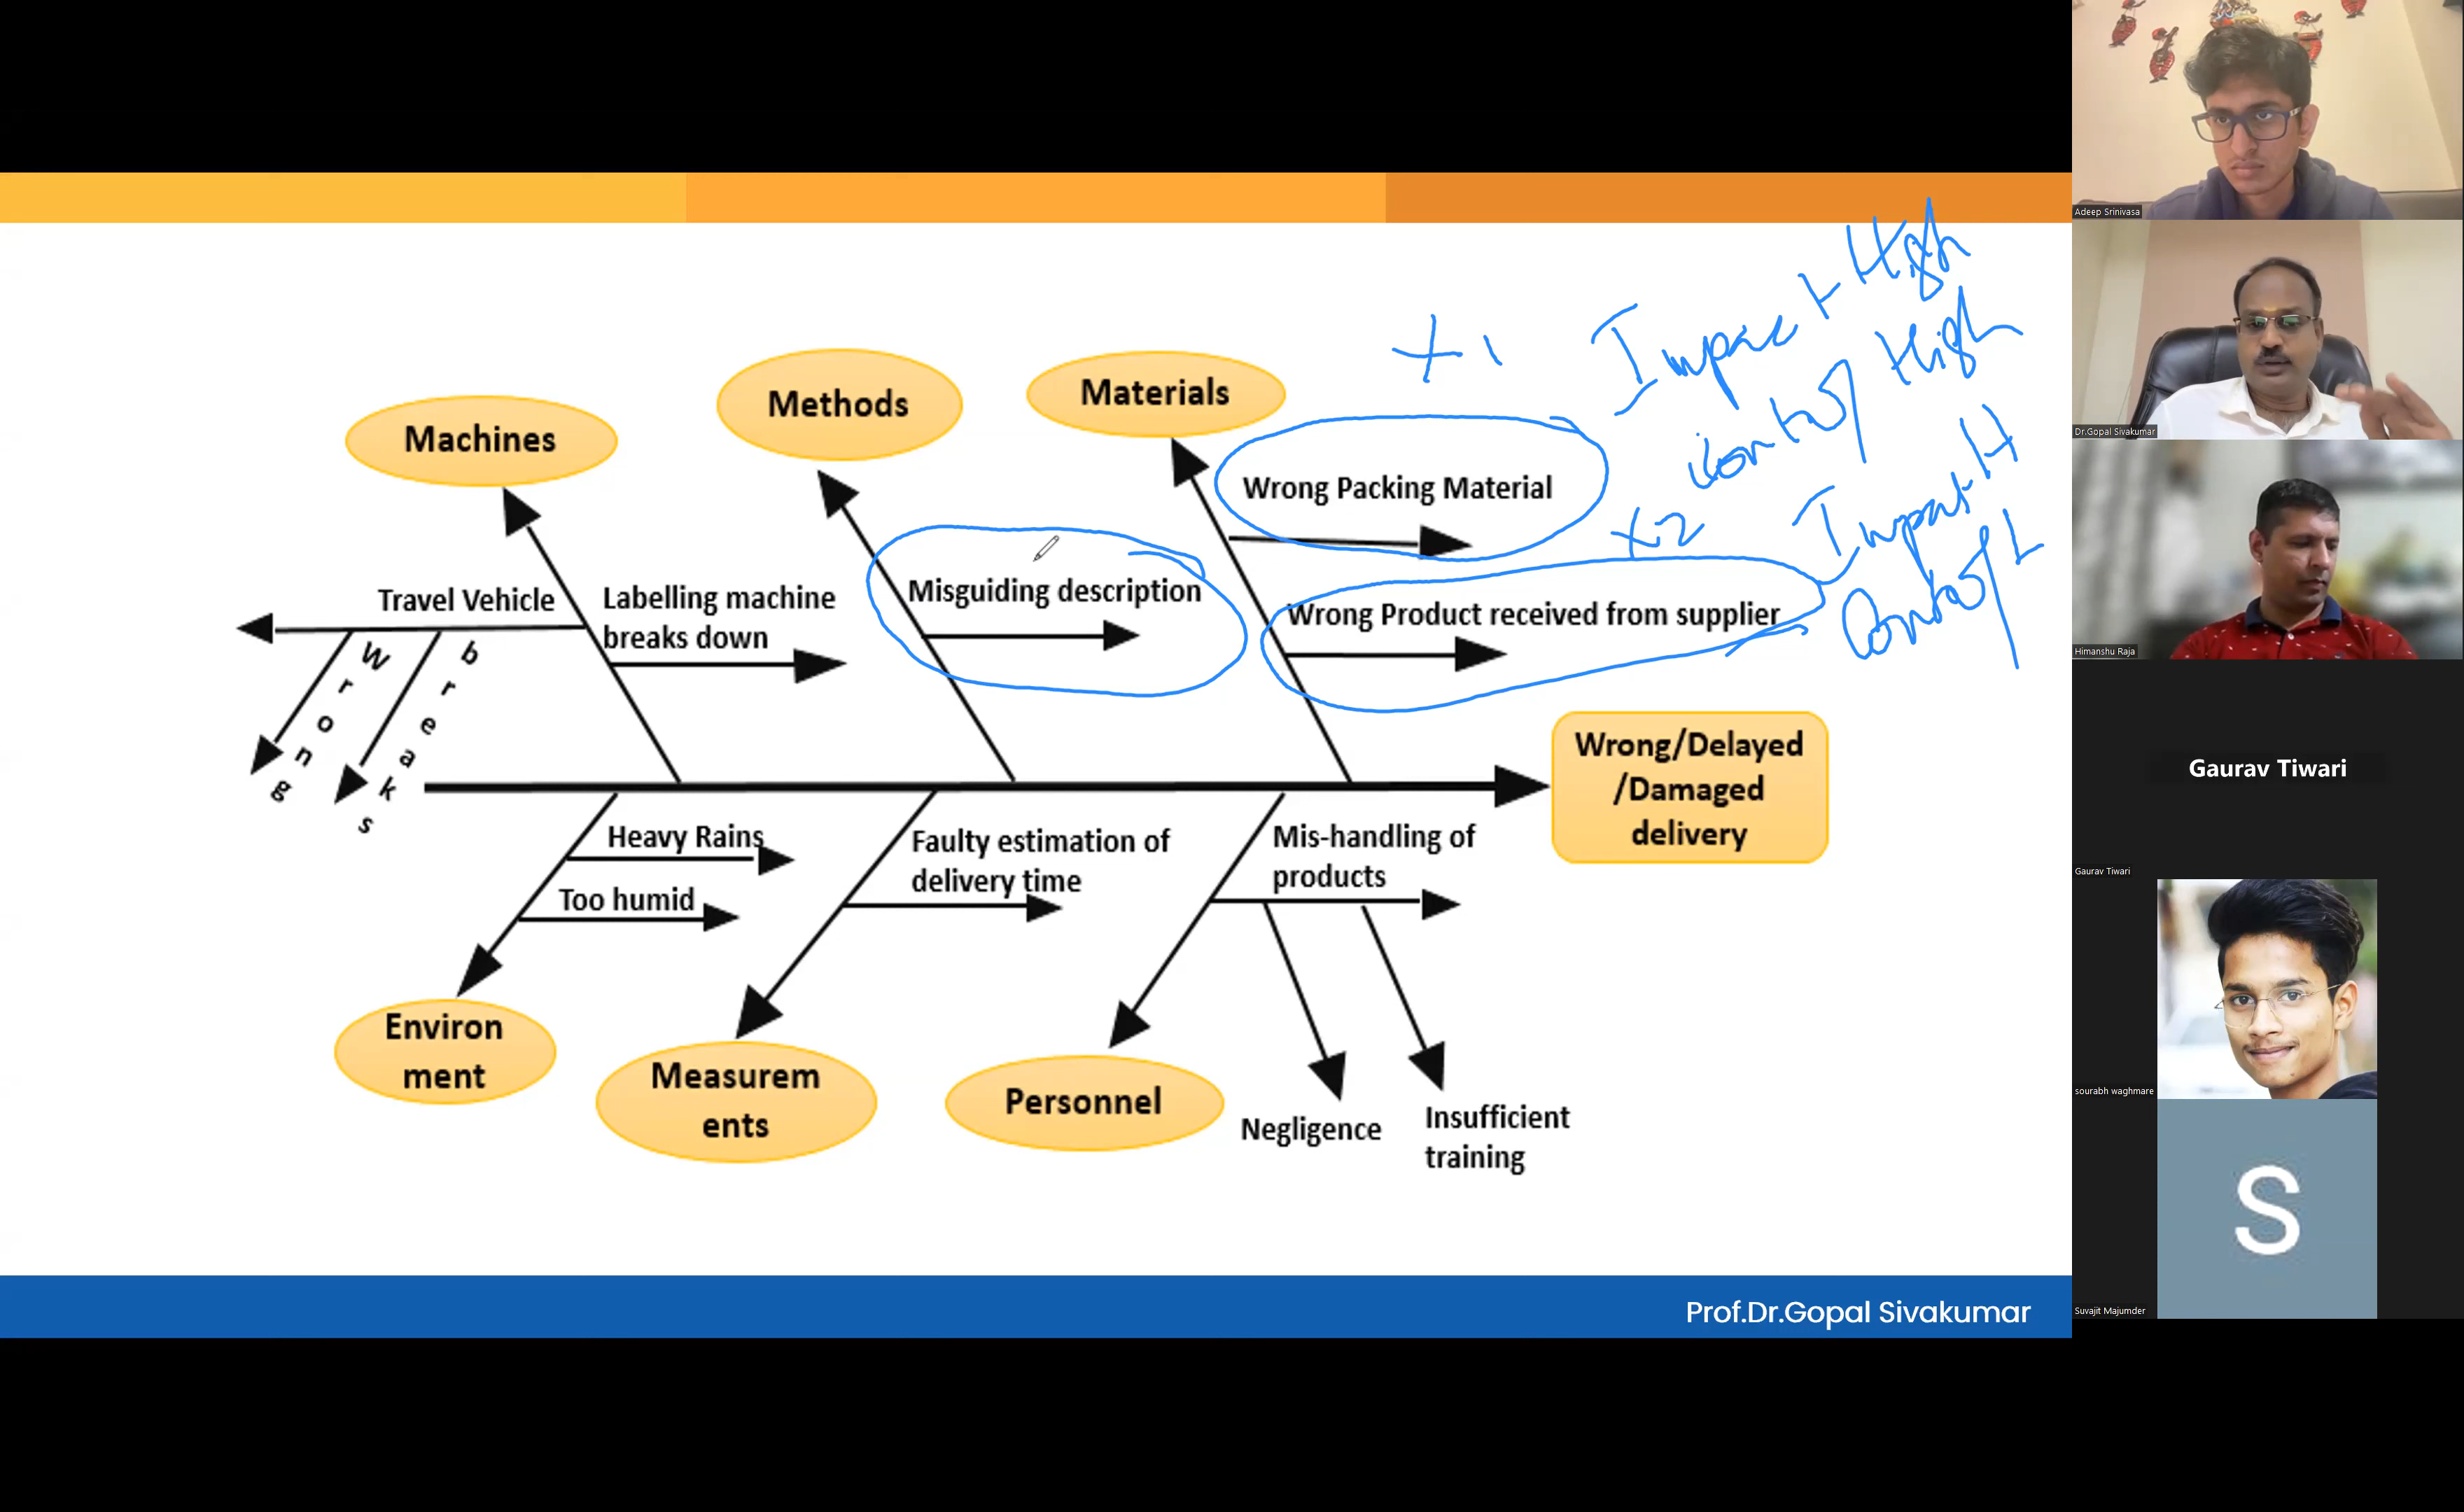 Machines
Methods
Materials
x1
Impact High
Control High
Wrong Packing Material
x2
Impact H
Control L
Travel Vehicle
Labelling machine
breaks down
Misguiding description
Wrong Product received from supplier
Wrong
breaks
Wrong/Delayed
/Damaged
delivery
Heavy Rains
Too humid
Faulty estimation of
delivery time
Mis-handling of
products
Environ
ment
Measurem
ents
Personnel
Negligence
Insufficient
training
Prof.Dr.Gopal Sivakumar
Adeep Srinivasa
Dr.Gopal Sivakumar
Himanshu Raja
Gaurav Tiwari
Gaurav Tiwari
sourabh waghmare
S
Suvajit Majumder